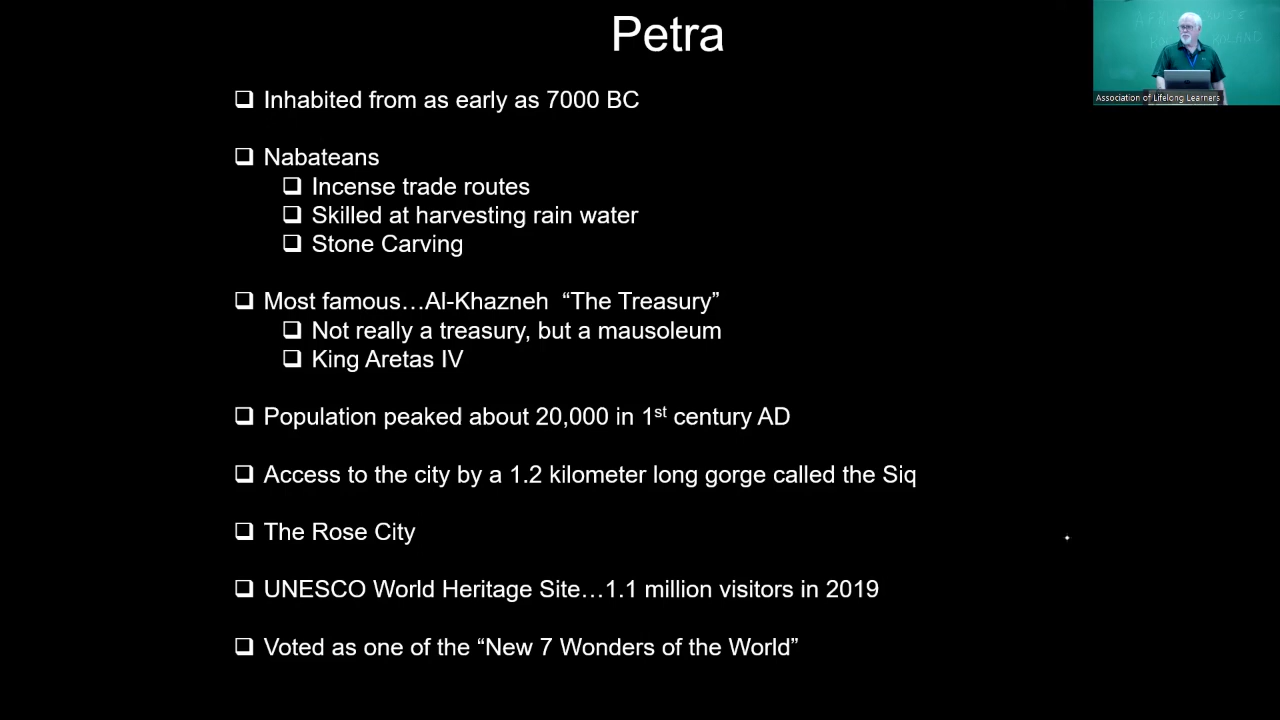 Petra
Inhabited from as early as 7000 BC
Nabateans
Incense trade routes
Skilled at harvesting rain water
Stone Carving
Most famous…Al-Khazneh “The Treasury”
Not really a treasury, but a mausoleum
King Aretas IV
Population peaked about 20,000 in 1st century AD
Access to the city by a 1.2 kilometer long gorge called the Siq
The Rose City
UNESCO World Heritage Site…1.1 million visitors in 2019
Voted as one of the “New 7 Wonders of the World”
Association of Lifelong Learners